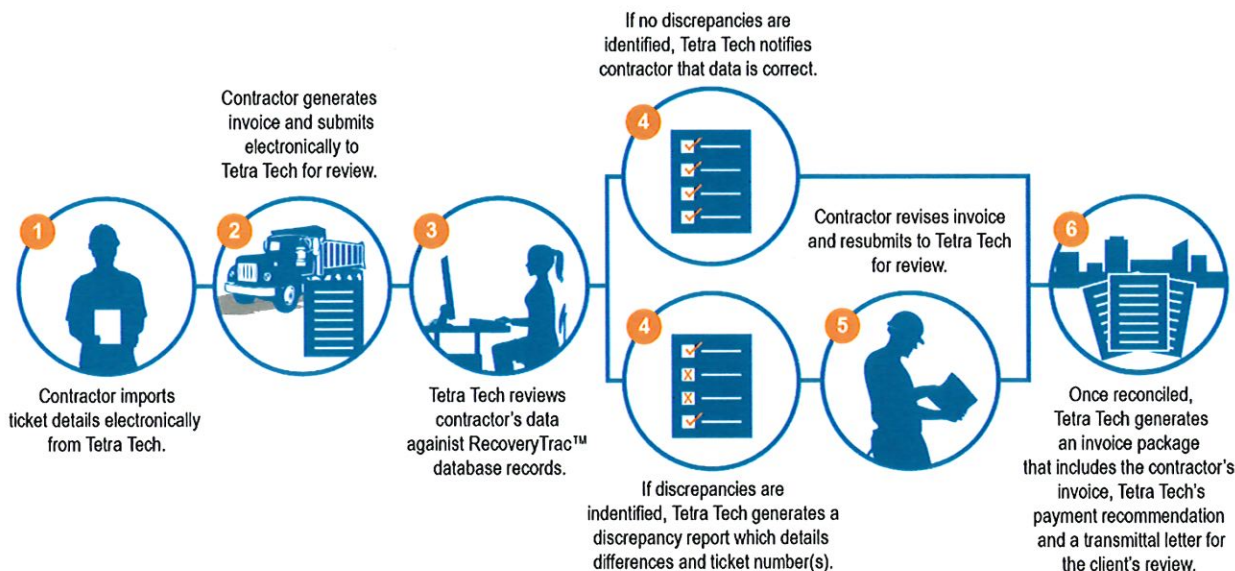 1
Contractor imports
ticket details electronically
from Tetra Tech.
Contractor generates
invoice and submits
electronically to
Tetra Tech for review.
2
3
Tetra Tech reviews
contractor's data
against RecoveryTrac™
database records.
If no discrepancies are
identified, Tetra Tech notifies
contractor that data is correct.
4
4
If discrepancies are
indentified, Tetra Tech generates a
discrepancy report which details
differences and ticket number(s).
Contractor revises invoice
and resubmits to Tetra Tech
for review.
5
6
Once reconciled,
Tetra Tech generates
an invoice package
that includes the contractor's
invoice, Tetra Tech's
payment recommendation
and a transmittal letter for
the client's review.